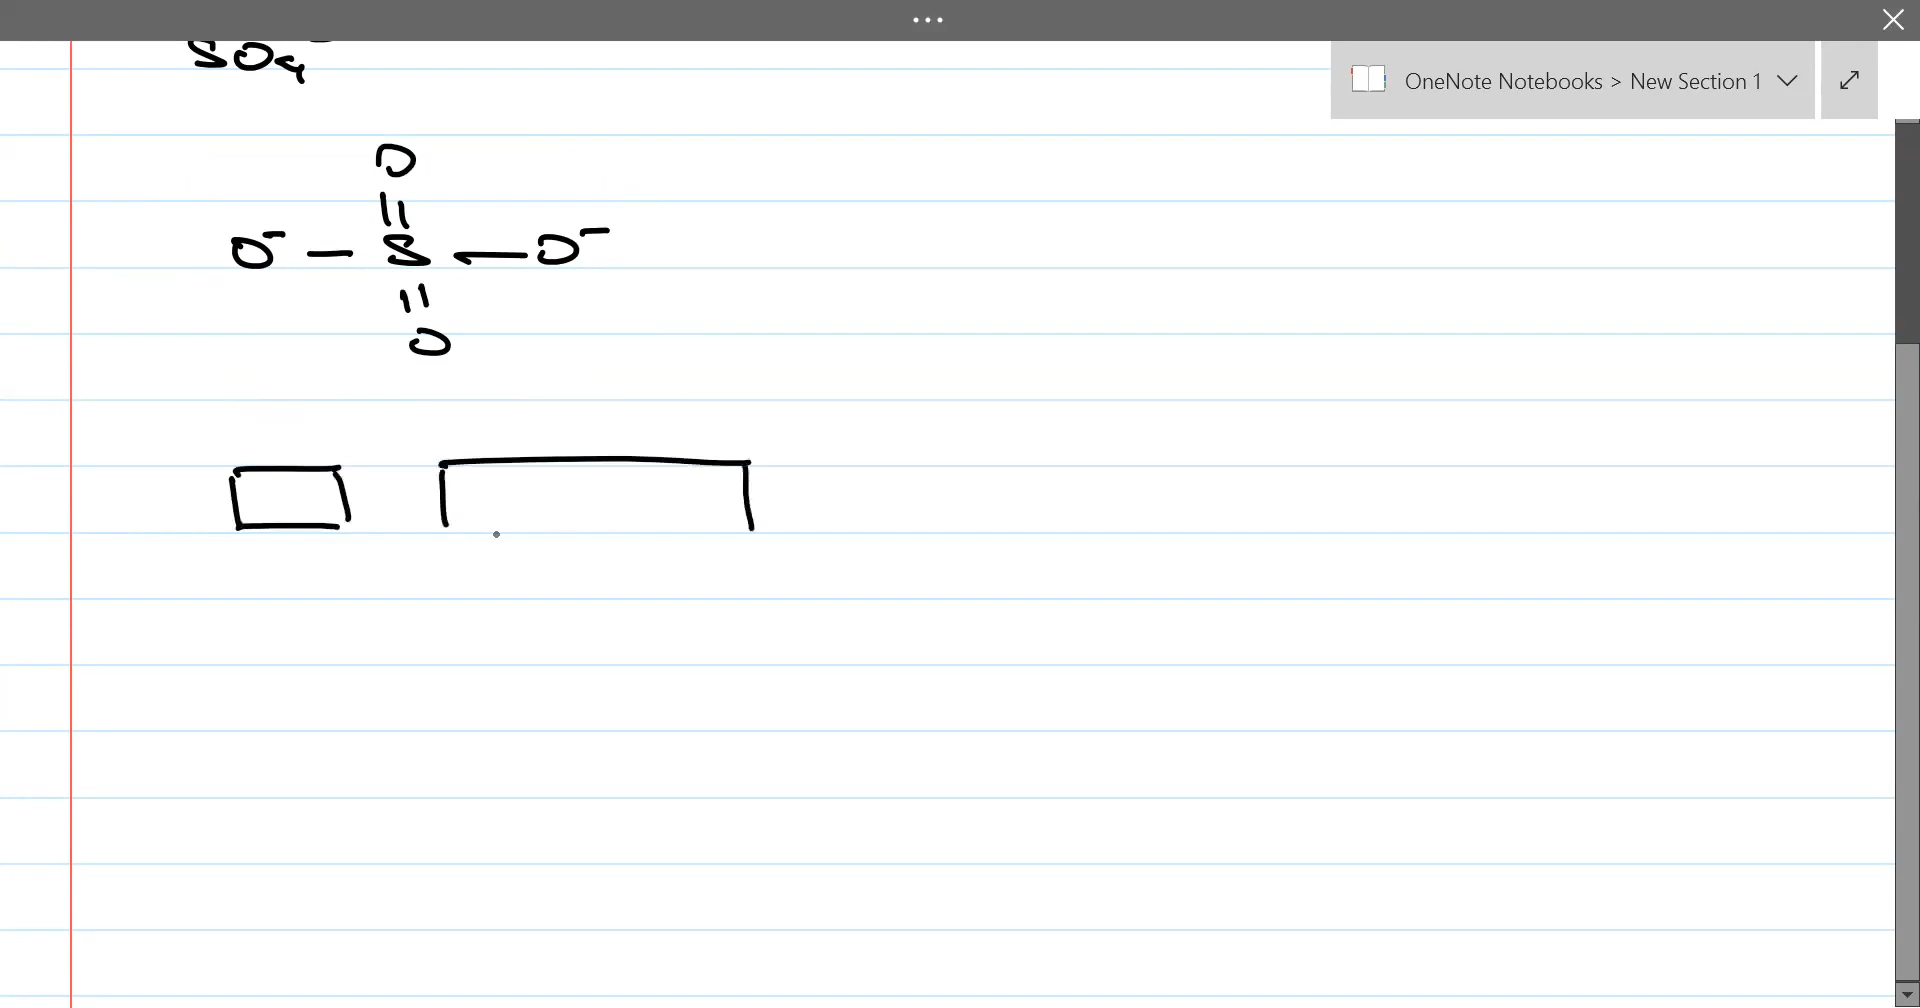 SO₄⁻
OneNote Notebooks > New Section 1
O
||
O⁻ — S — O⁻
||
O